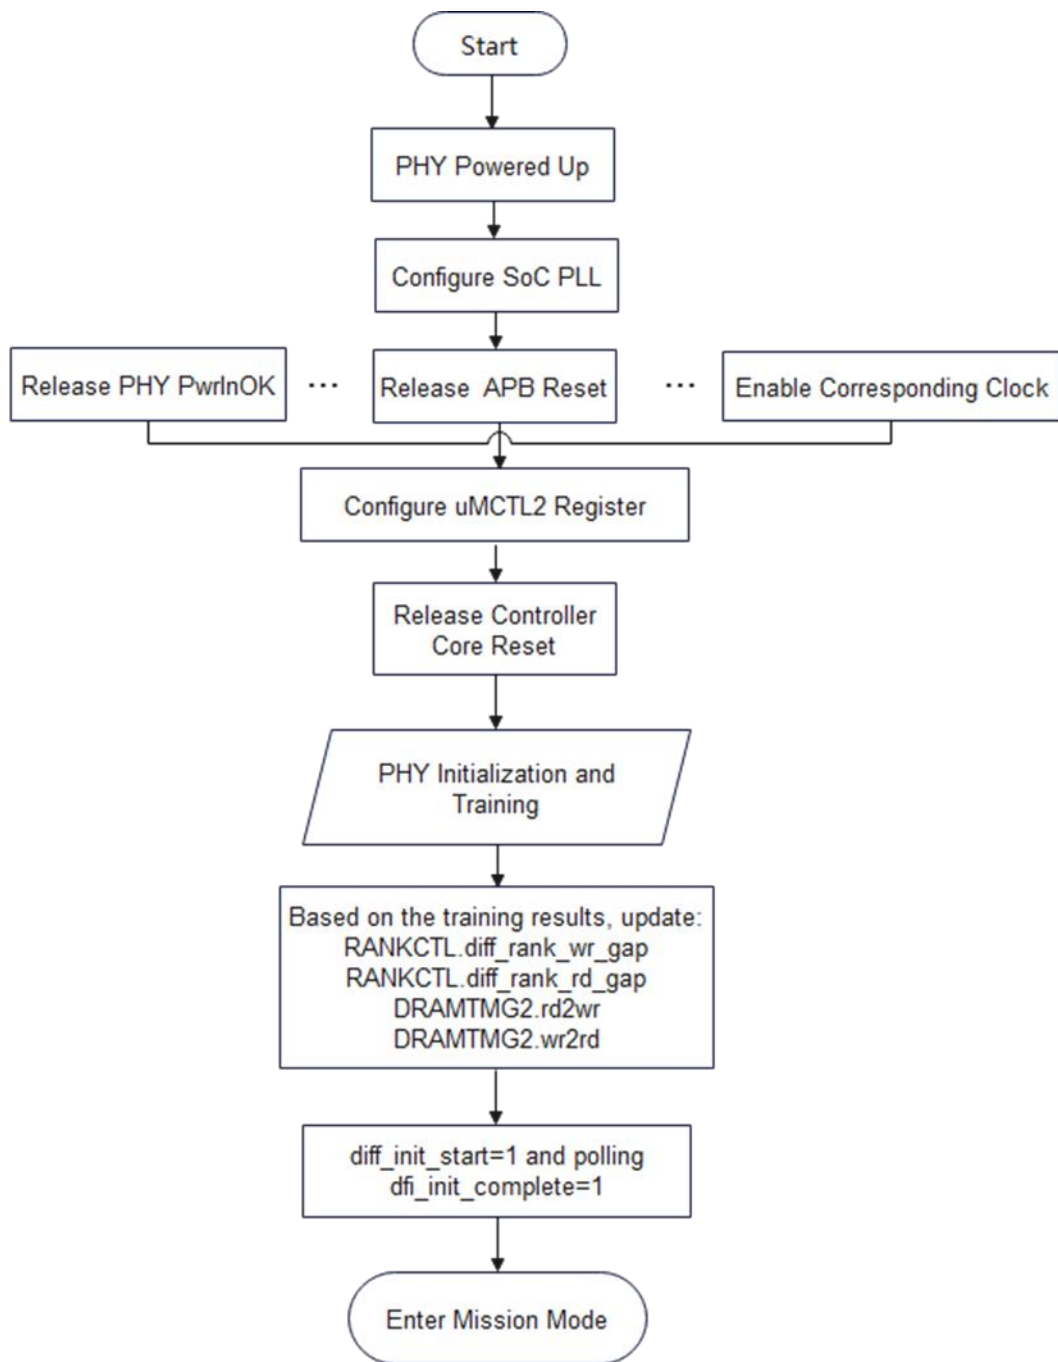 Start
PHY Powered Up
Configure SoC PLL
Release PHY PwrInOK
...
Release APB Reset
...
Enable Corresponding Clock
Configure uMCTL2 Register
Release Controller
Core Reset
PHY Initialization and
Training
Based on the training results, update:
RANKCTL.diff_rank_wr_gap
RANKCTL.diff_rank_rd_gap
DRAMTMG2.rd2wr
DRAMTMG2.wr2rd
diff_init_start=1 and polling
dfi_init_complete=1
Enter Mission Mode